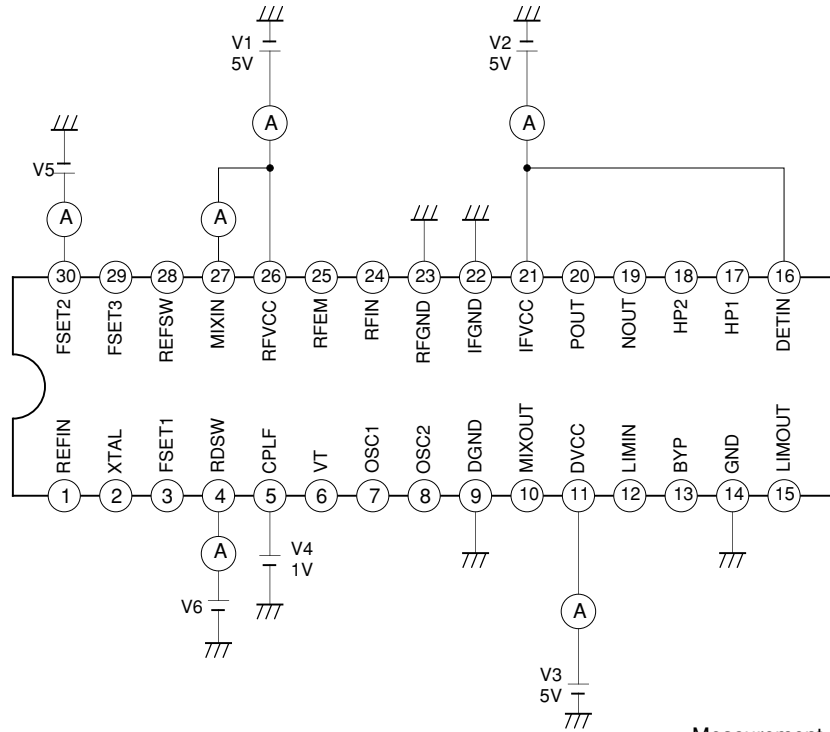 V1
5V
V2
5V
A
A
V5
A
A
30 29 28 27 26 25 24 23 22 21 20 19 18 17 16
FSET2 FSET3 REFSW MIXIN RFVCC RFEM RFIN RFGND IFGND IFVCC POUT NOUT HP2 HP1 DETIN
REFIN XTAL FSET1 RDSW CPLF VT OSC1 OSC2 DGND MIXOUT DVCC LIMIN BYP GND LIMOUT
1 2 3 4 5 6 7 8 9 10 11 12 13 14 15
A
V4
1V
V6
A
V3
5V